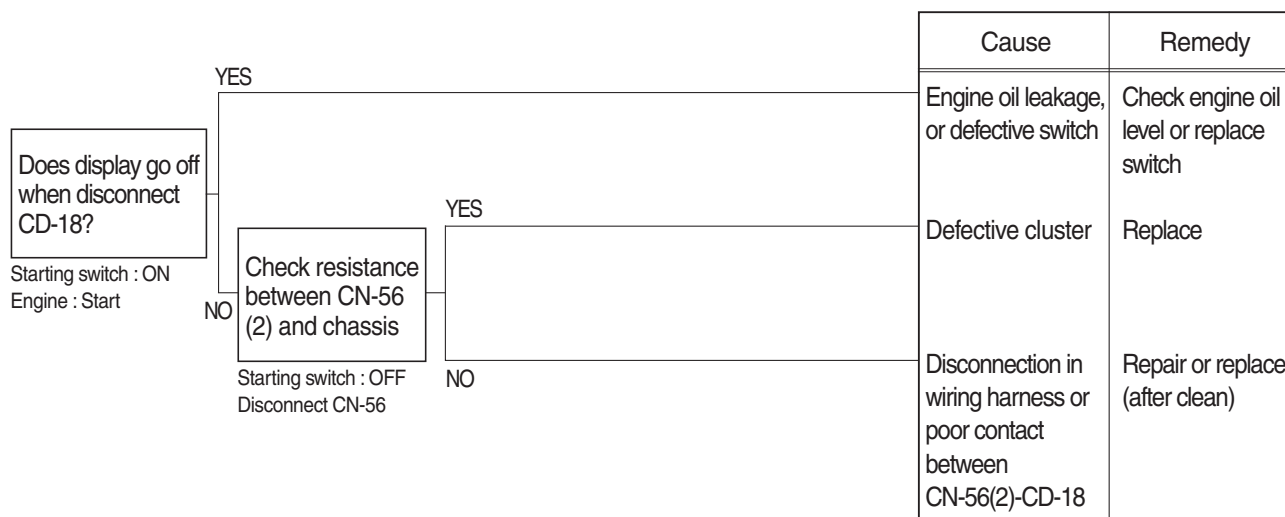 Cause
Remedy
YES
Engine oil leakage,
or defective switch
Check engine oil
level or replace
switch
Does display go off
when disconnect
CD-18?
Starting switch : ON
Engine : Start
YES
Defective cluster
Replace
NO
Check resistance
between CN-56
(2) and chassis
Starting switch : OFF
Disconnect CN-56
NO
Disconnection in
wiring harness or
poor contact
between
CN-56(2)-CD-18
Repair or replace
(after clean)